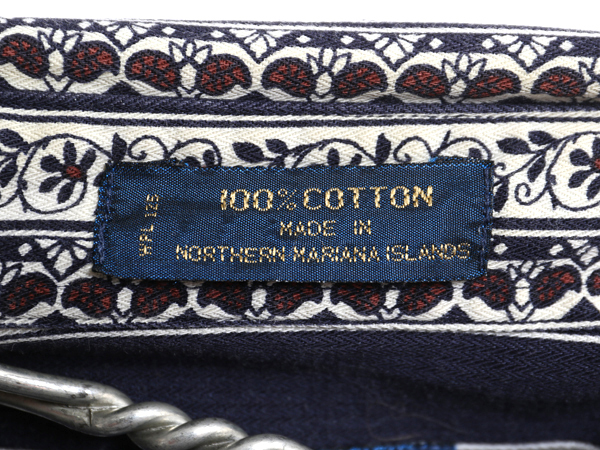 100% COTTON
MADE IN
NORTHERN MARIANA ISLANDS